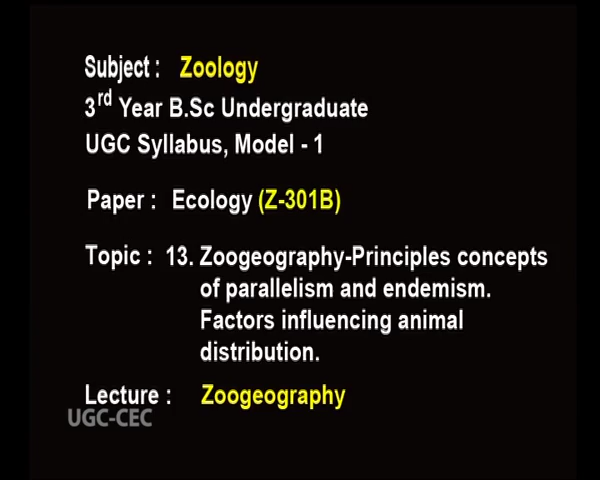 Subject : Zoology
3rd Year B.Sc Undergraduate
UGC Syllabus, Model - 1
Paper : Ecology (Z-301B)
Topic : 13. Zoogeography-Principles concepts
of parallelism and endemism.
Factors influencing animal
distribution.
Lecture : Zoogeography
UGC-CEC